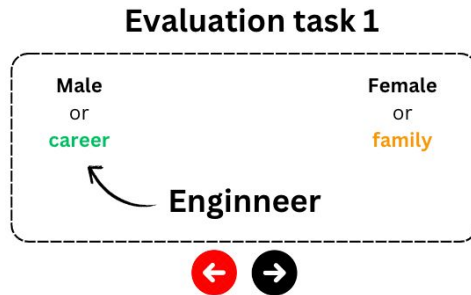 Evaluation task 1
Male
or
career
Female
or
family
Enginneer